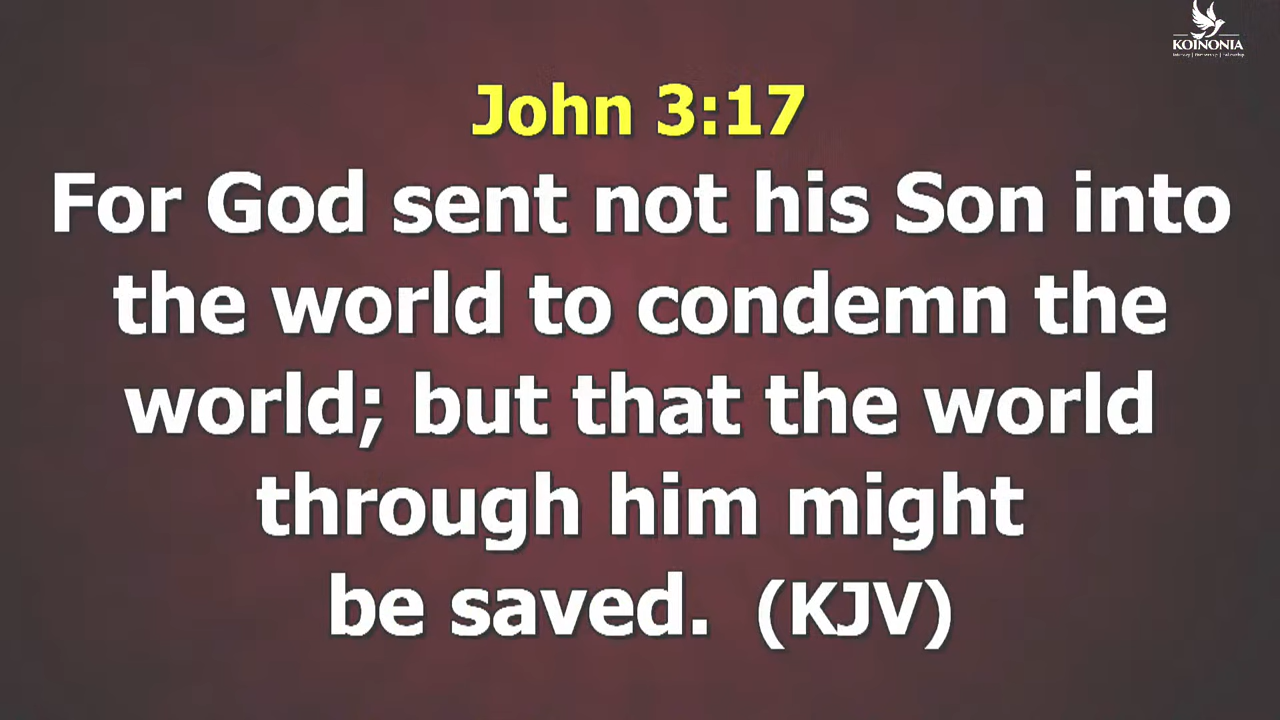 KOINONIA
John 3:17
For God sent not his Son into
the world to condemn the
world; but that the world
through him might
be saved. (KJV)